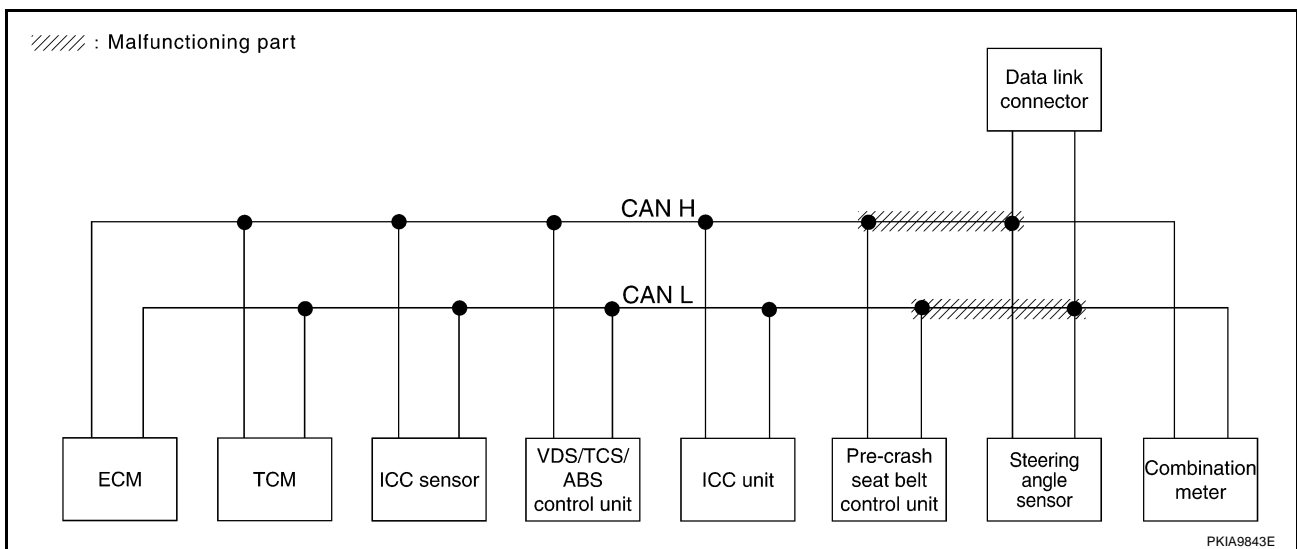 : Malfunctioning part
Data link
connector
CAN H
CAN L
ECM
TCM
ICC sensor
VDS/TCS/
ABS
control unit
ICC unit
Pre-crash
seat belt
control unit
Steering
angle
sensor
Combination
meter
PKIA9843E